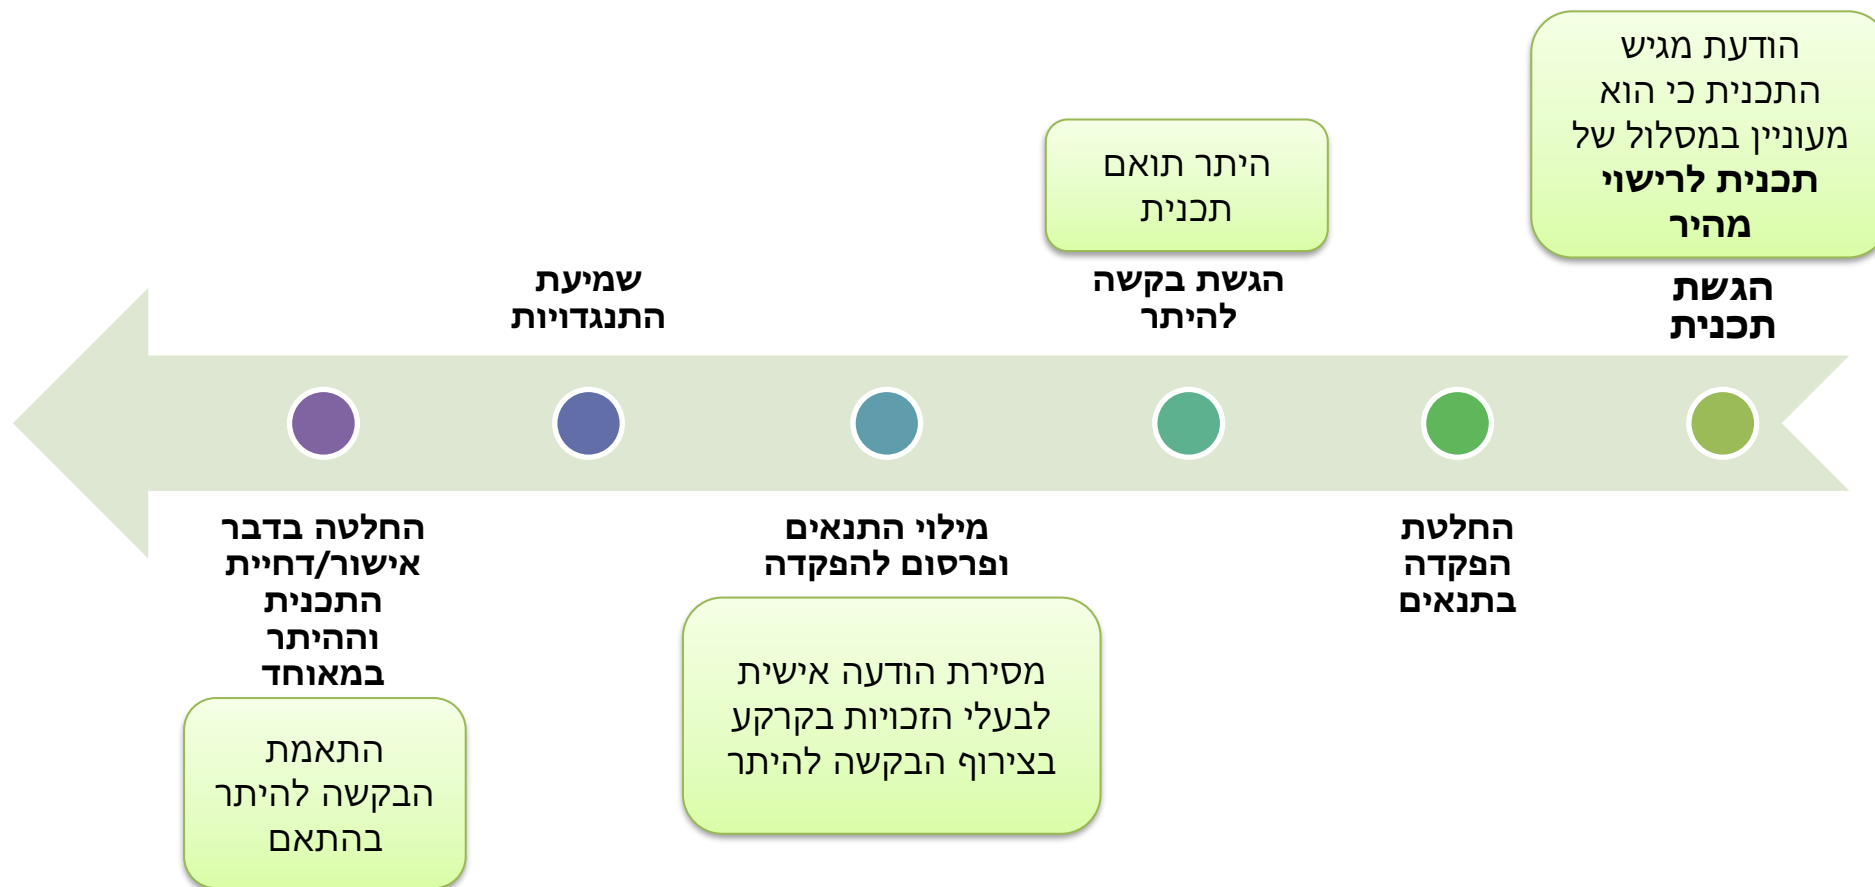 הודעת מגיש
התכנית כי הוא
מעוניין במסלול של
תכנית לרישוי
מהיר
הגשת
תכנית
החלטת
הפקדה
בתנאים
היתר תואם
תכנית
הגשת בקשה
להיתר
מילוי התנאים
ופרסום להפקדה
מסירת הודעה אישית
לבעלי הזכויות בקרקע
בצירוף הבקשה להיתר
שמיעת
התנגדויות
החלטה בדבר
אישור/דחיית
התכנית
וההיתר
במאוחד
התאמת
הבקשה להיתר
בהתאם